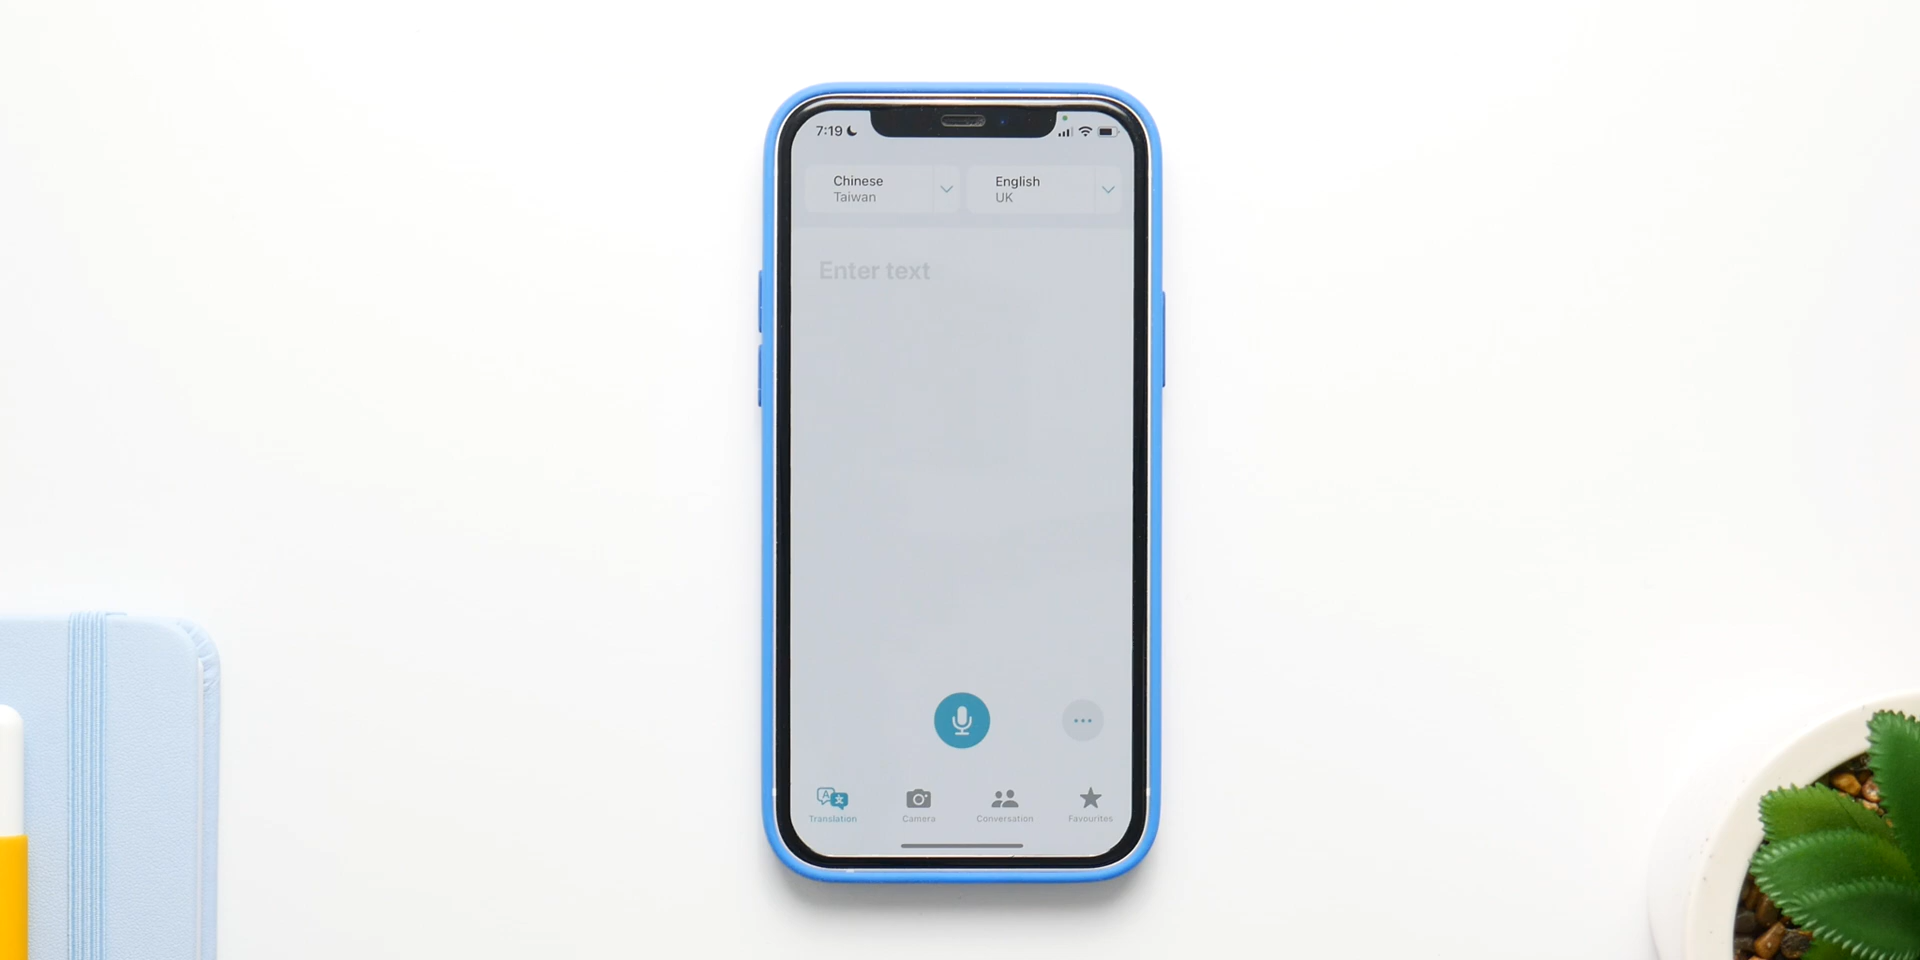 7:19
Chinese
Taiwan
English
UK
Enter text
Translation
Camera
Conversation
Favourites